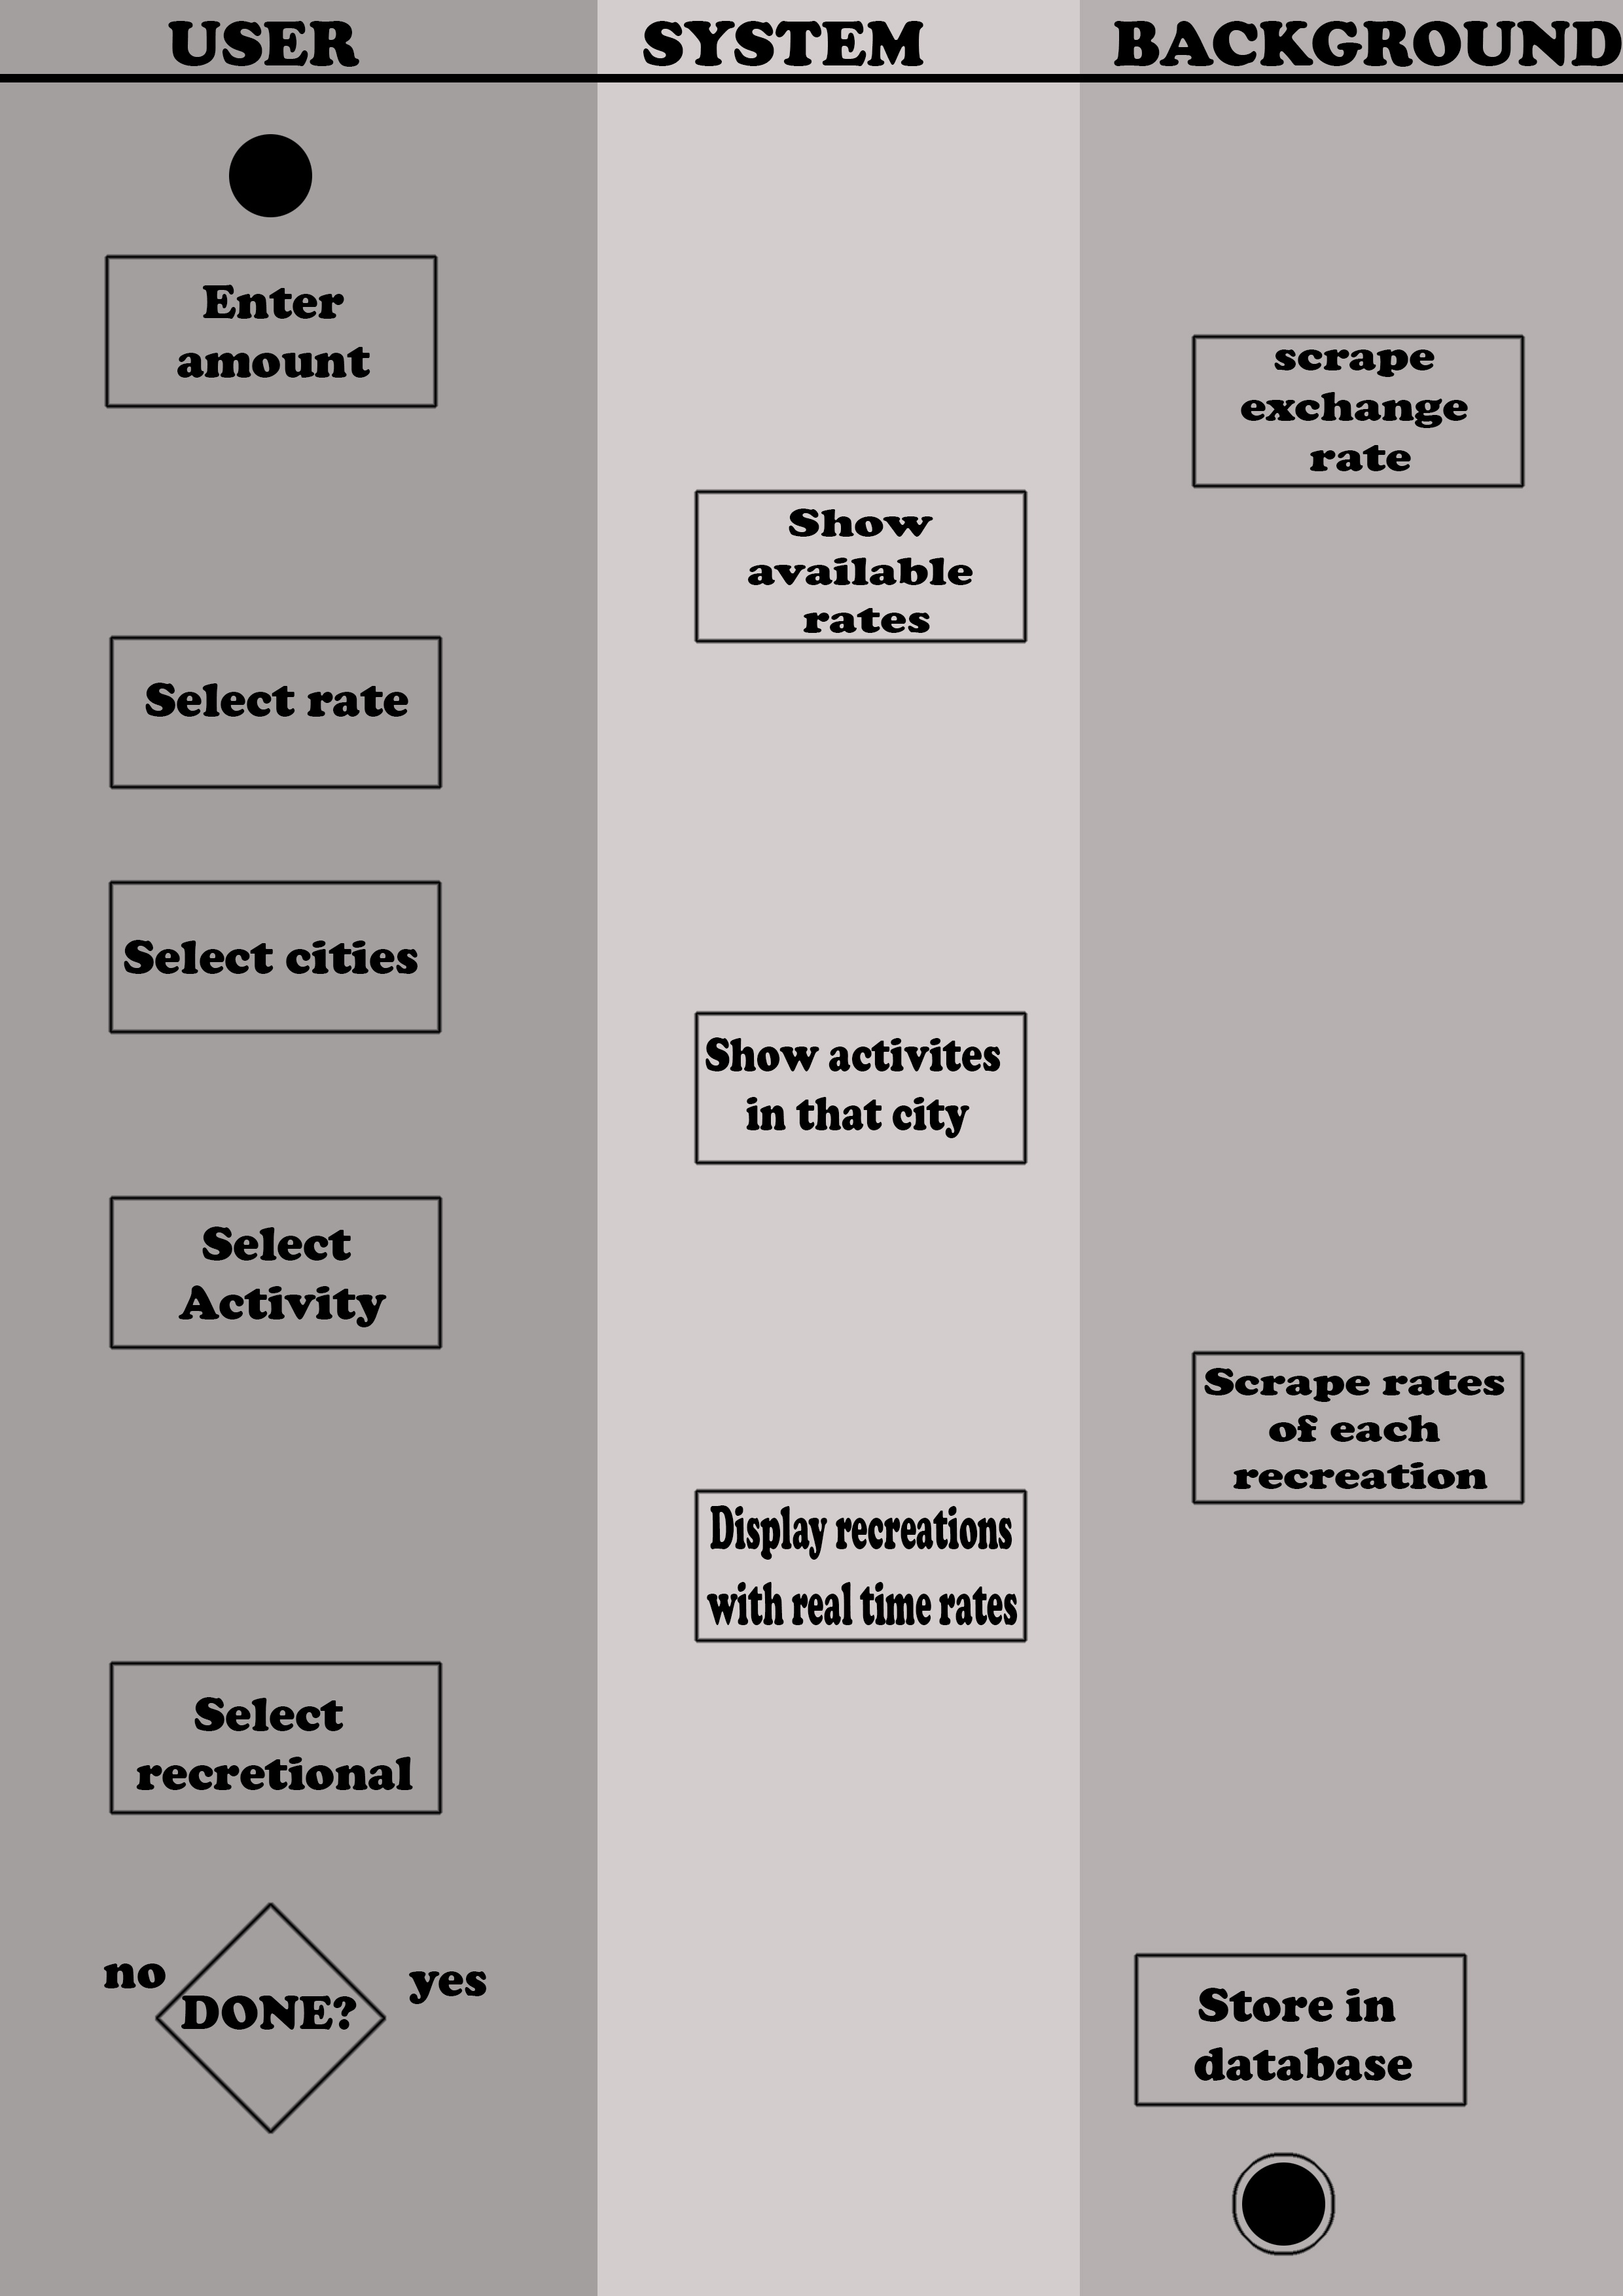 USER
SYSTEM
BACKGROUND
Enter
amount
scrape
exchange
rate
Show
available
rates
Select rate
Select cities
Show activites
in that city
Select
Activity
Scrape rates
of each
recreation
Display recreations
with real time rates
Select
recretional
no
DONE?
yes
Store in
database